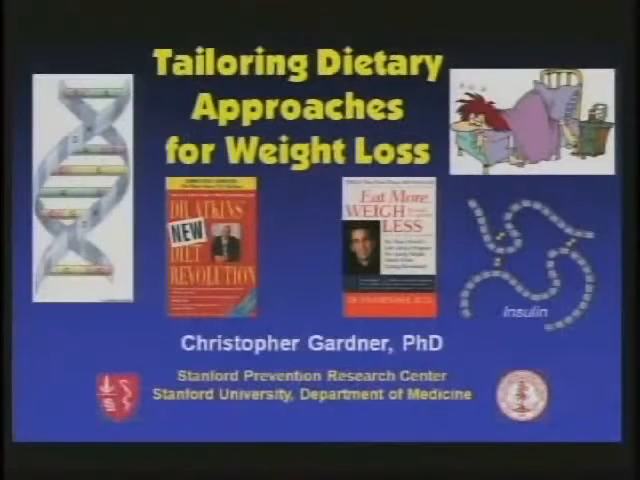 Tailoring Dietary
Approaches
for Weight Loss
DR. ATKINS'
NEW
DIET
REVOLUTION
Eat More,
WEIGH
LESS
Insulin
Christopher Gardner, PhD
Stanford Prevention Research Center
Stanford University, Department of Medicine